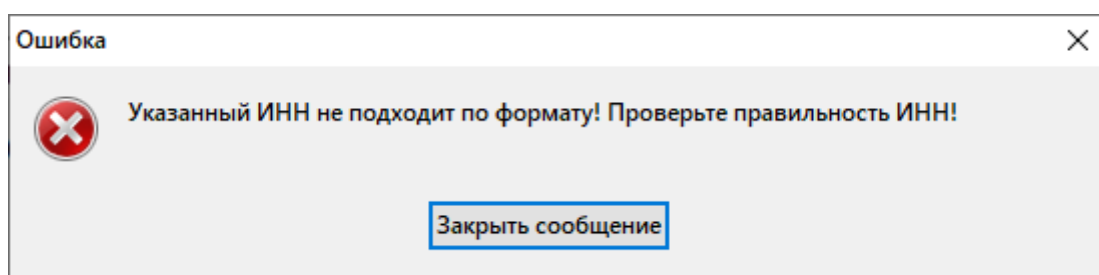 Ошибка
Указанный ИНН не подходит по формату! Проверьте правильность ИНН!
Закрыть сообщение